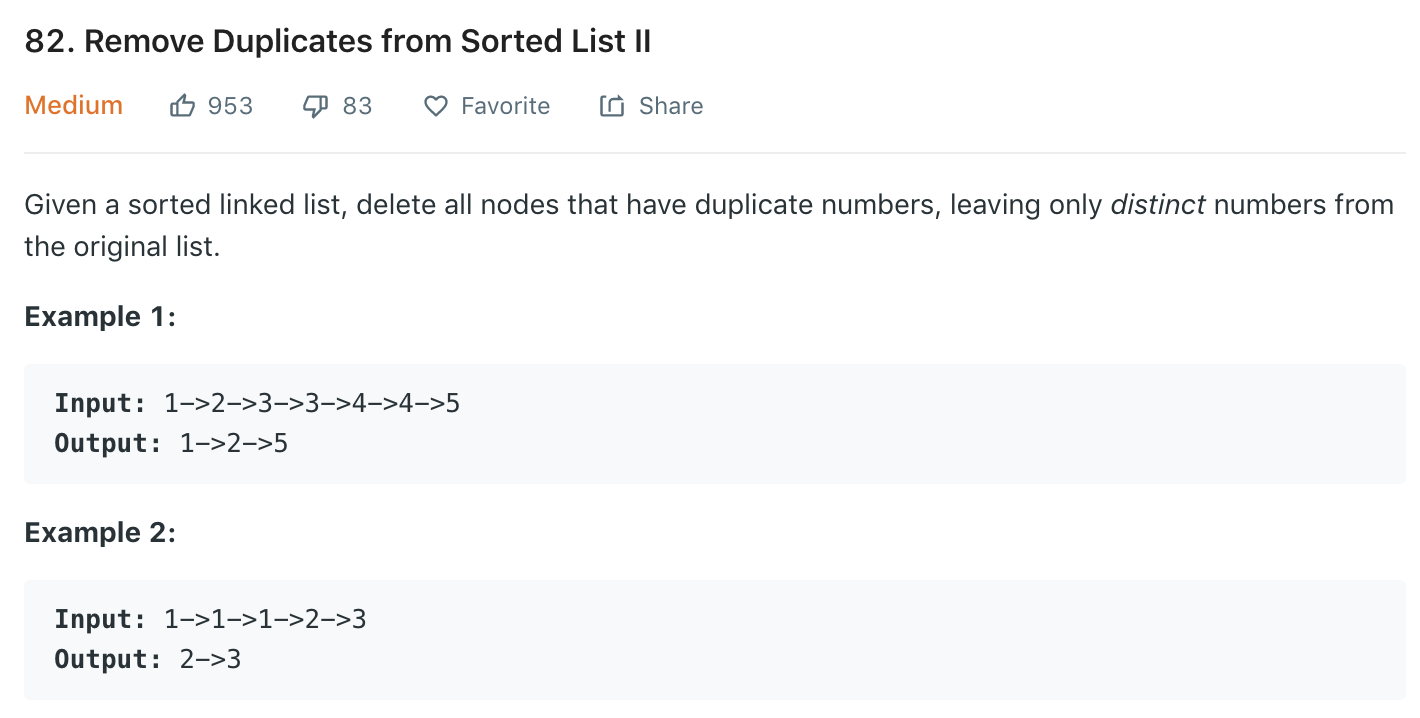 82. Remove Duplicates from Sorted List II
Medium 953 83 Favorite Share
Given a sorted linked list, delete all nodes that have duplicate numbers, leaving only distinct numbers from
the original list.
Example 1:
Input: 1->2->3->3->4->4->5
Output: 1->2->5
Example 2:
Input: 1->1->1->2->3
Output: 2->3